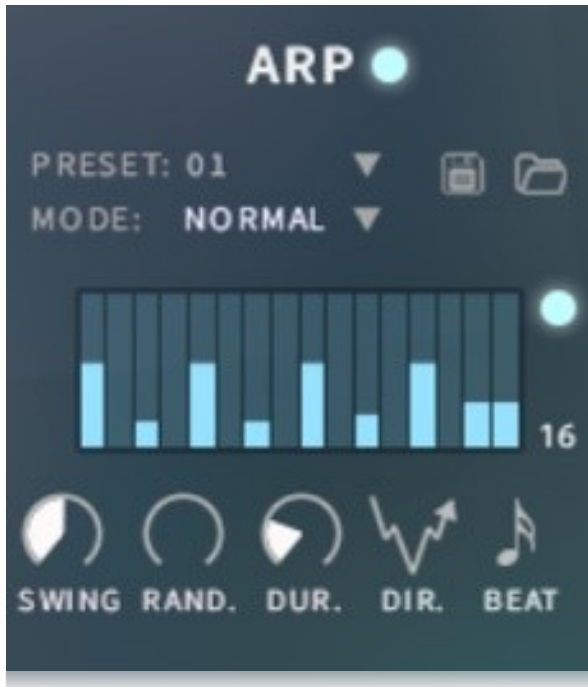 ARP
PRESET: 01
MODE: NORMAL
16
SWING RAND. DUR. DIR. BEAT